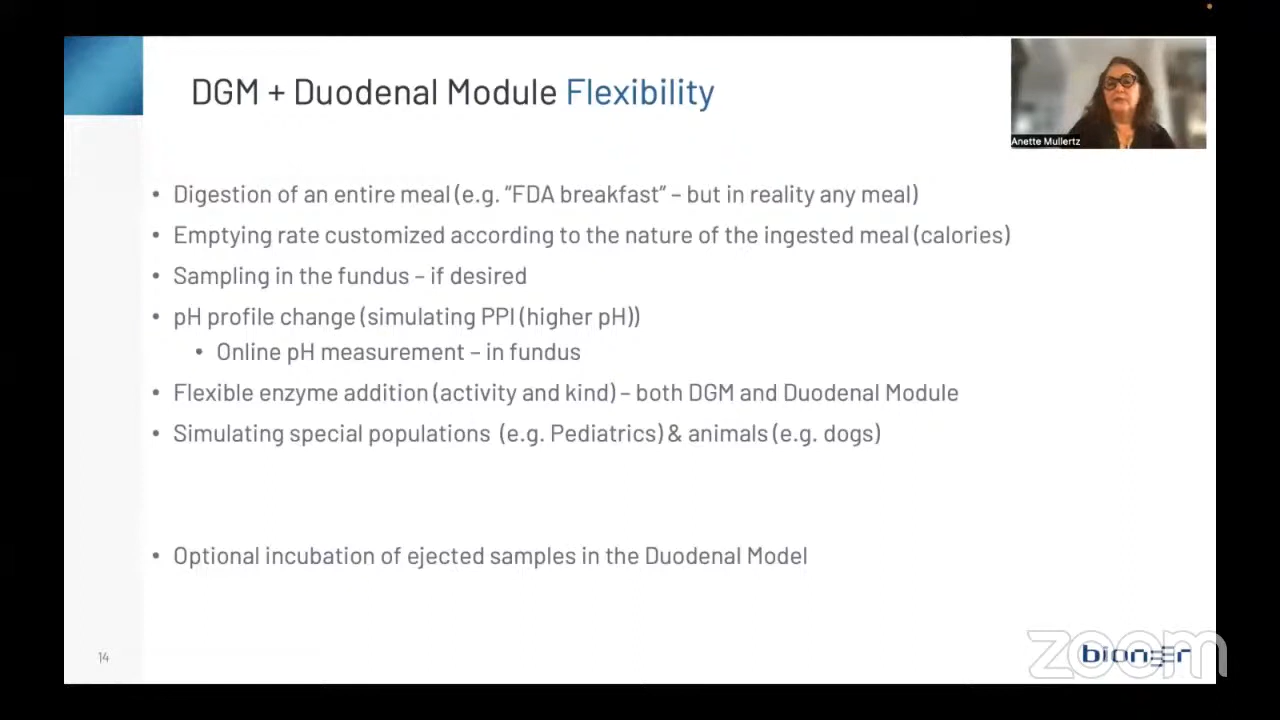 DGM + Duodenal Module Flexibility
Anette Mullertz
• Digestion of an entire meal (e.g. “FDA breakfast” – but in reality any meal)
• Emptying rate customized according to the nature of the ingested meal (calories)
• Sampling in the fundus – if desired
• pH profile change (simulating PPI (higher pH))
• Online pH measurement – in fundus
• Flexible enzyme addition (activity and kind) – both DGM and Duodenal Module
• Simulating special populations (e.g. Pediatrics) & animals (e.g. dogs)
• Optional incubation of ejected samples in the Duodenal Model
14
zoom